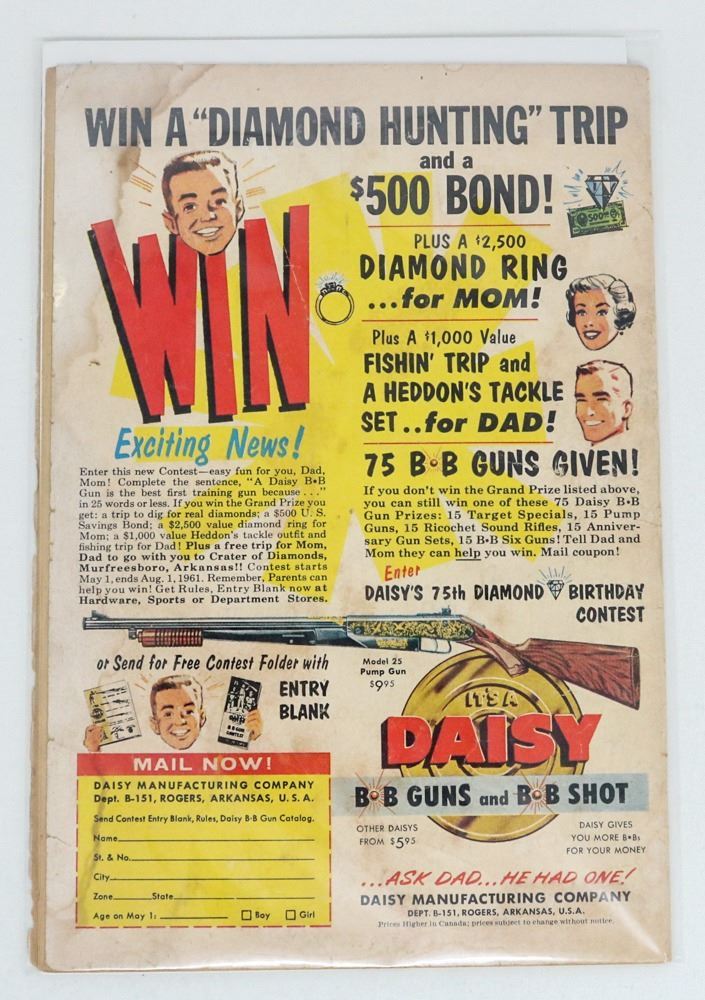 WIN A "DIAMOND HUNTING" TRIP
and a
$500 BOND!
500
WIN
PLUS A $2,500
DIAMOND RING
...for MOM!
Plus A $1,000 Value
FISHIN' TRIP and
A HEDDON'S TACKLE
SET..for DAD!
Exciting News!
Enter this new Contest—easy fun for you, Dad,
Mom! Complete the sentence, "A Daisy B•B
Gun is the best first training gun because . . ."
in 25 words or less. If you win the Grand Prize you
get: a trip to dig for real diamonds; a $500 U. S.
Savings Bond; a $2,500 value diamond ring for
Mom; a $1,000 value Heddon's tackle outfit and
fishing trip for Dad! Plus a free trip for Mom,
Dad to go with you to Crater of Diamonds,
Murfreesboro, Arkansas!! Contest starts
May 1, ends Aug. 1, 1961. Remember, Parents can
help you win! Get Rules, Entry Blank now at
Hardware, Sports or Department Stores.
75 B•B GUNS GIVEN!
If you don't win the Grand Prize listed above,
you can still win one of these 75 Daisy B•B
Gun Prizes: 15 Target Specials, 15 Pump
Guns, 15 Ricochet Sound Rifles, 15 Anniver-
sary Gun Sets, 15 B•B Six Guns! Tell Dad and
Mom they can help you win. Mail coupon!
Enter
DAISY'S 75th DIAMOND BIRTHDAY
CONTEST
or Send for Free Contest Folder with
ENTRY
BLANK
Model 25
Pump Gun
$9.95
IT'S A
DAISY
B•B GUNS and B•B SHOT
OTHER DAISYS
FROM $5.95
DAISY GIVES
YOU MORE B•Bs
FOR YOUR MONEY
...ASK DAD...HE HAD ONE!
DAISY MANUFACTURING COMPANY
DEPT. B-151, ROGERS, ARKANSAS, U.S.A.
Prices Higher in Canada; prices subject to change without notice.
MAIL NOW!
DAISY MANUFACTURING COMPANY
Dept. B-151, ROGERS, ARKANSAS, U. S. A.
Send Contest Entry Blank, Rules, Daisy B•B Gun Catalog.
Name
St. & No.
City
Zone State
Age on May 1: Boy Girl